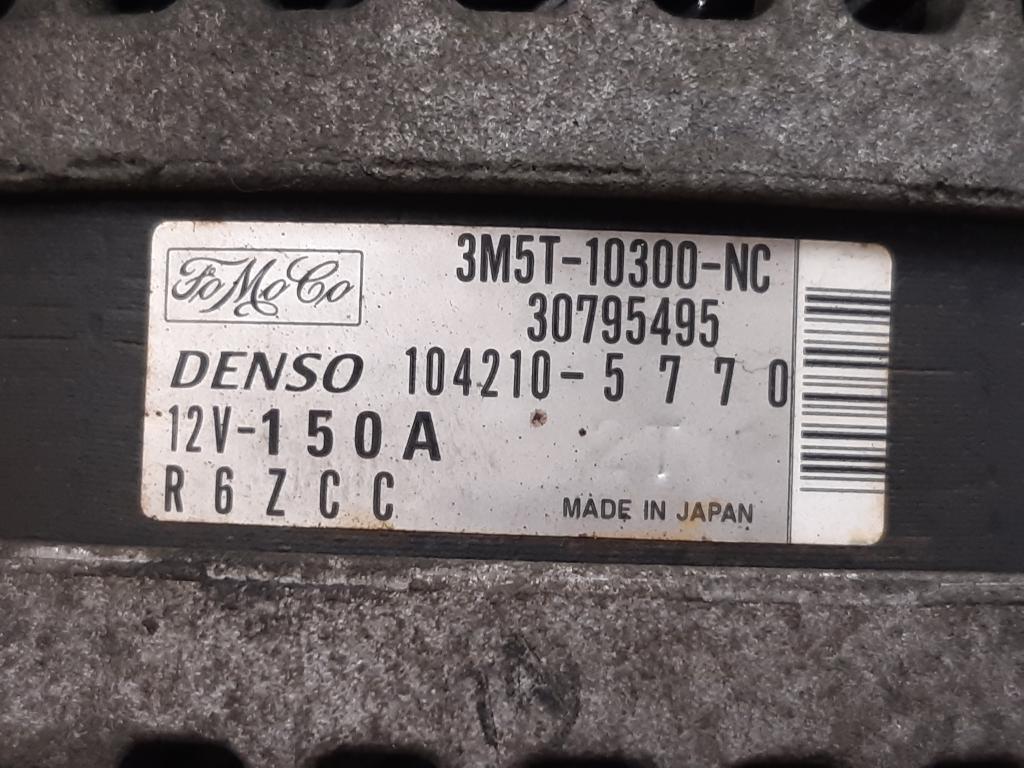 FoMoCo
3M5T-10300-NC
30795495
DENSO 104210-5770
12V-150A
R6ZCC
MADE IN JAPAN